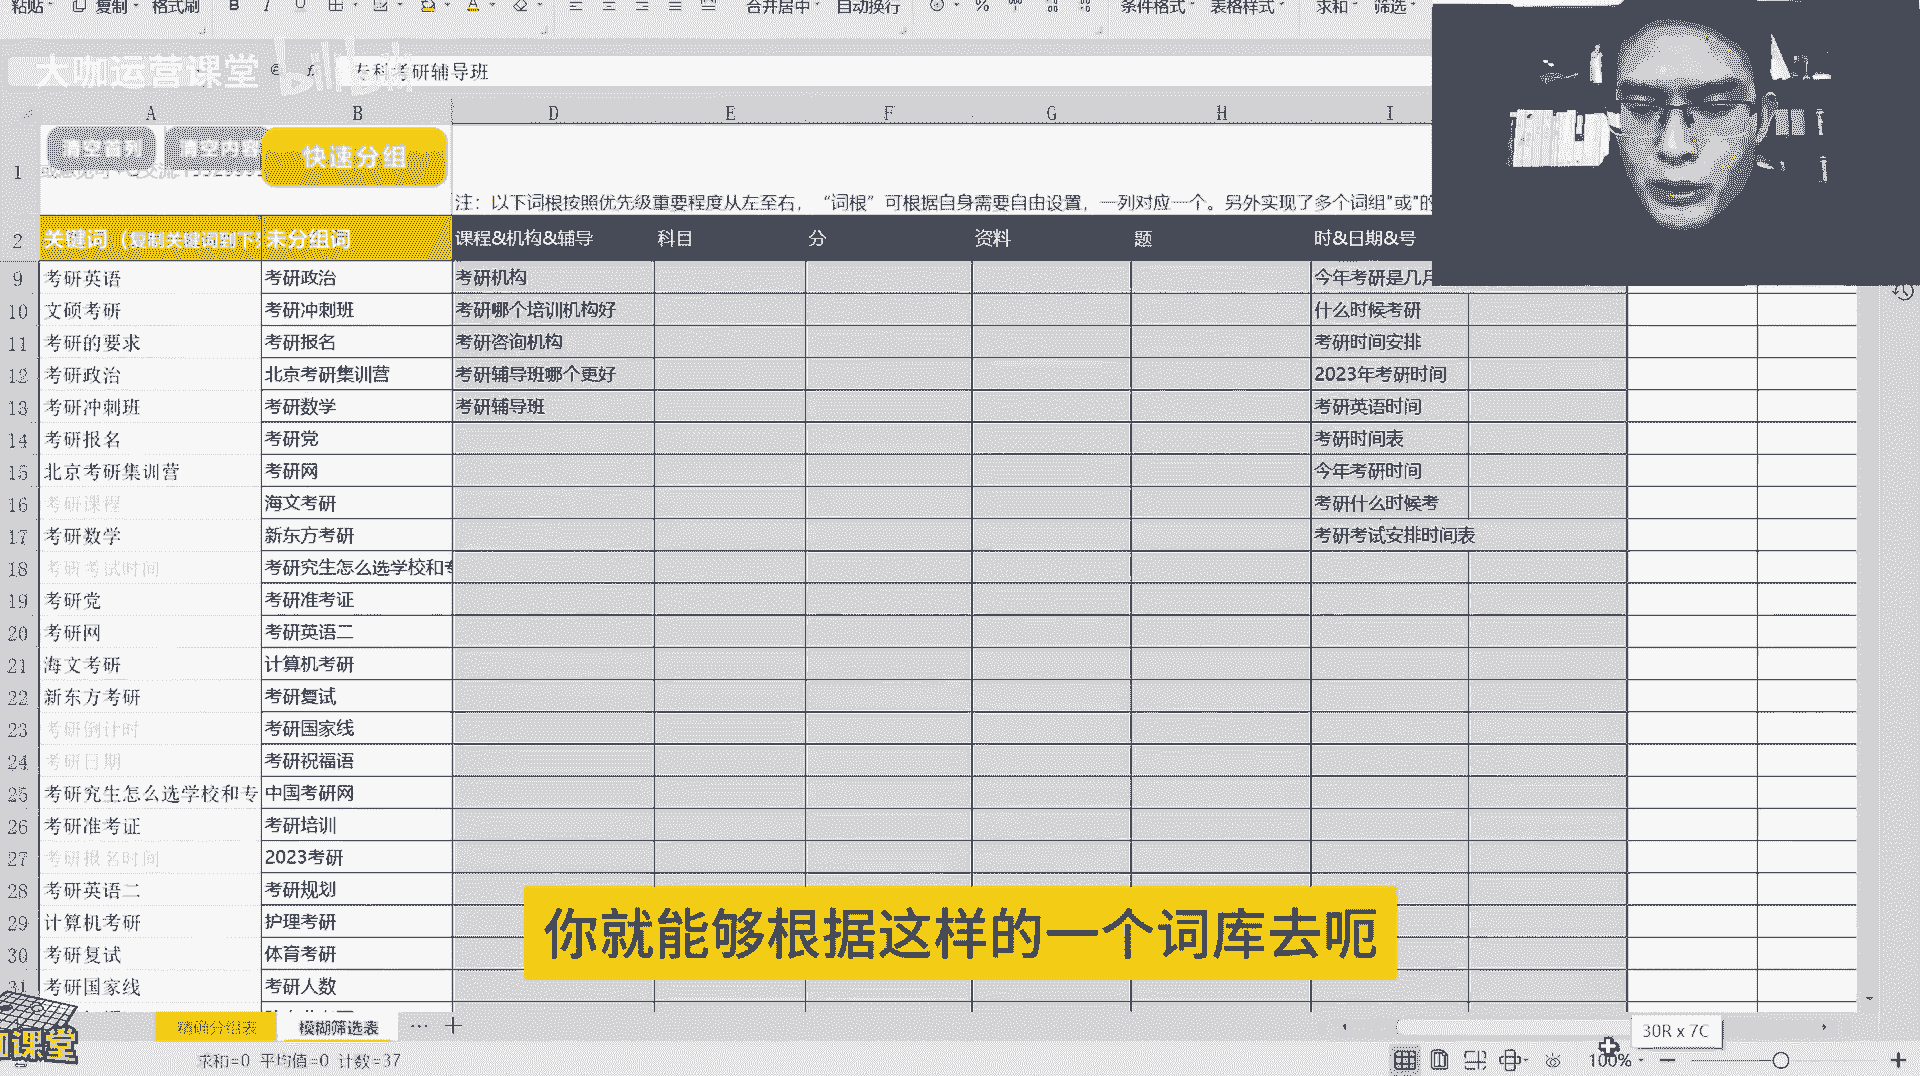 粘贴 复制 格式刷 B I U A 合并居中 自动换行 % 条件格式 表格样式 求和 筛选
大咖运营课堂 bilibili
fx 专科考研辅导班
A B D E F G H I
清空首列 清空内容 快速分组
1
注：以下词根按照优先级重要程度从左至右，“词根”可根据自身需要自由设置，一列对应一个。另外实现了多个词组"或"的
2 关键词（复制关键词到下 未分组词 课程&机构&辅导 科目 分 资料 题 时&日期&号
9 考研英语 考研政治 考研机构 今年考研是几月
10 文硕考研 考研冲刺班 考研哪个培训机构好 什么时候考研
11 考研的要求 考研报名 考研咨询机构 考研时间安排
12 考研政治 北京考研集训营 考研辅导班哪个更好 2023年考研时间
13 考研冲刺班 考研数学 考研辅导班 考研英语时间
14 考研报名 考研党 考研时间表
15 北京考研集训营 考研网 今年考研时间
16 考研课程 海文考研 考研什么时候考
17 考研数学 新东方考研 考研考试安排时间表
18 考研考试时间 考研究生怎么选学校和专
19 考研党 考研准考证
20 考研网 考研英语二
21 海文考研 计算机考研
22 新东方考研 考研复试
23 考研倒计时 考研国家线
24 考研日期 考研祝福语
25 考研究生怎么选学校和专 中国考研网
26 考研准考证 考研培训
27 考研报名时间 2023考研
28 考研英语二 考研规划
29 计算机考研 护理考研
30 考研复试 体育考研
31 考研国家线 考研人数
你就能够根据这样的一个词库去呃
课堂
精确分组表 模糊筛选表 ··· +
30R x 7C
求和=0 平均值=0 计数=37
100% − +